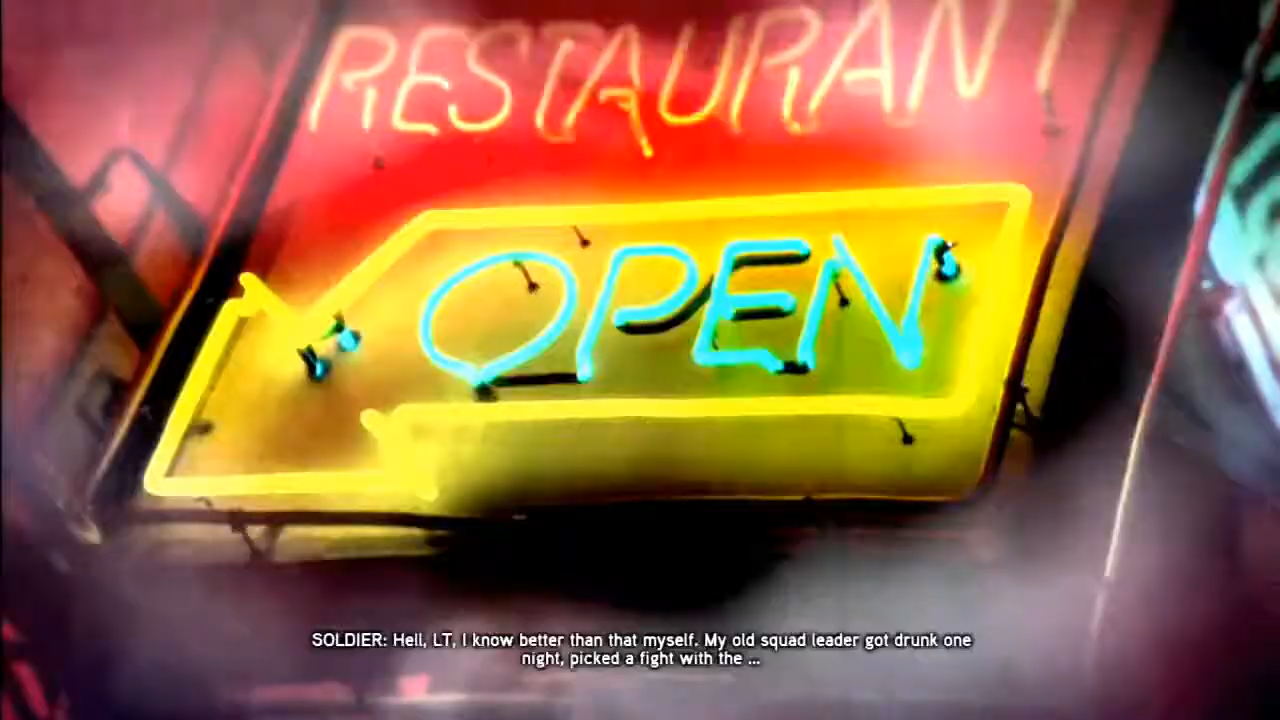 RESTAURANT
OPEN
SOLDIER: Hell, LT, I know better than that myself. My old squad leader got drunk one
night, picked a fight with the ...